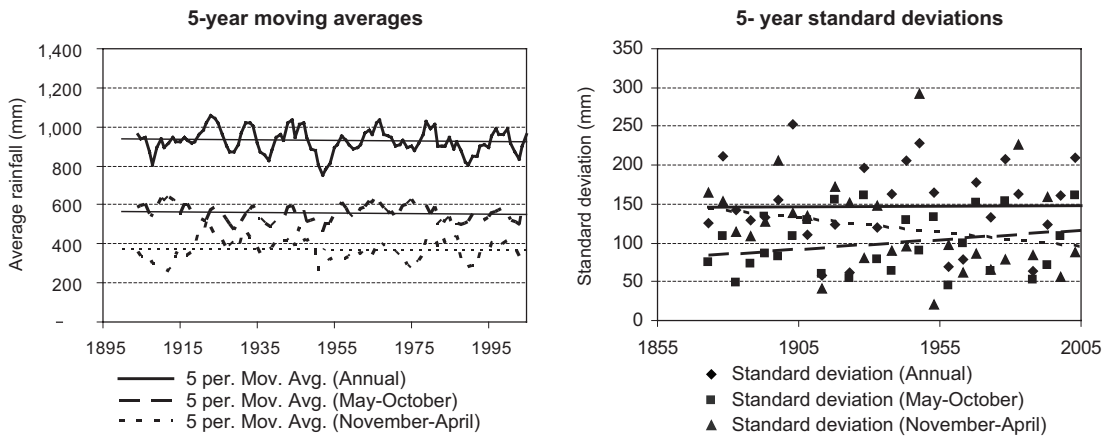 5-year moving averages
Average rainfall (mm)
1,400
1,200
1,000
800
600
400
200
–
1895 1915 1935 1955 1975 1995
5 per. Mov. Avg. (Annual)
5 per. Mov. Avg. (May-October)
5 per. Mov. Avg. (November-April)
5- year standard deviations
Standard deviation (mm)
350
300
250
200
150
100
50
0
1855 1905 1955 2005
Standard deviation (Annual)
Standard deviation (May-October)
Standard deviation (November-April)